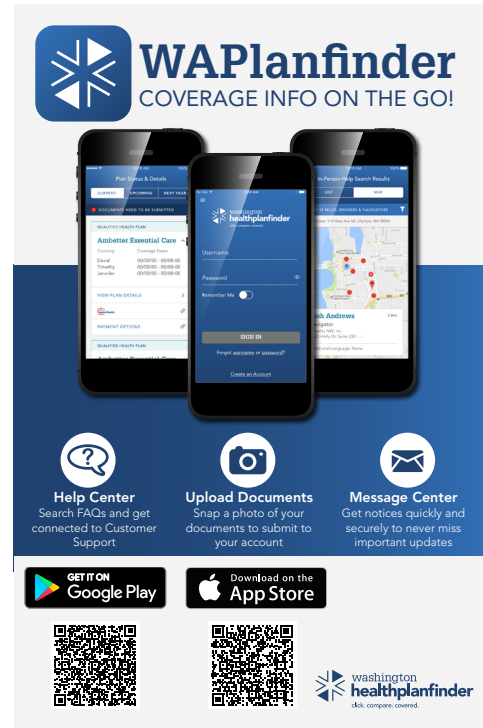 WAPlanfinder
COVERAGE INFO ON THE GO!
Plan Status & Details
CURRENT UPCOMING NEXT YEAR
DOCUMENTS NEED TO BE SUBMITTED
QUALIFIED HEALTH PLAN
Ambetter Essential Care
Covering Coverage Dates
David 00/00/00 - 00/00/00
Timothy 00/00/00 - 00/00/00
Jennifer 00/00/00 - 00/00/00
VIEW PLAN DETAILS
PAYMENT OPTIONS
QUALIFIED HEALTH PLAN
washington
healthplanfinder
click. compare. covered.
Username
Password
Remember Me
SIGN IN
Forgot username or password?
Create an Account
In-Person Help Search Results
LIST MAP
BROKERS & NAVIGATORS
Andrews
Language: None
Help Center
Search FAQs and get
connected to Customer
Support
Upload Documents
Snap a photo of your
documents to submit to
your account
Message Center
Get notices quickly and
securely to never miss
important updates
GET IT ON
Google Play
Download on the
App Store
washington
healthplanfinder
click. compare. covered.